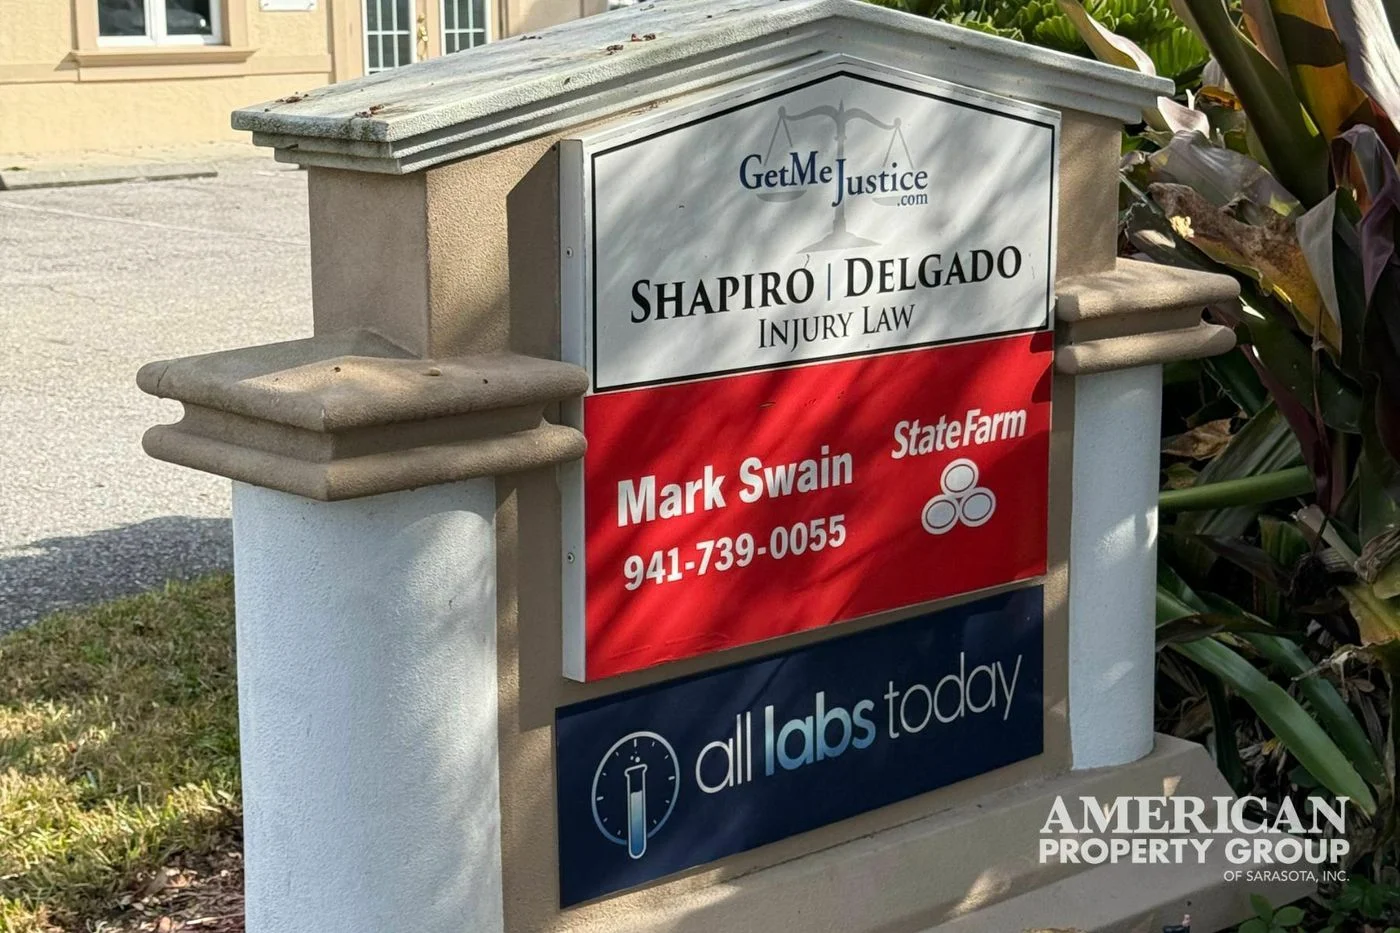 GetMeJustice
.com
SHAPIRO | DELGADO
INJURY LAW
Mark Swain
941-739-0055
StateFarm
all labs today
AMERICAN
PROPERTY GROUP
OF SARASOTA, INC.